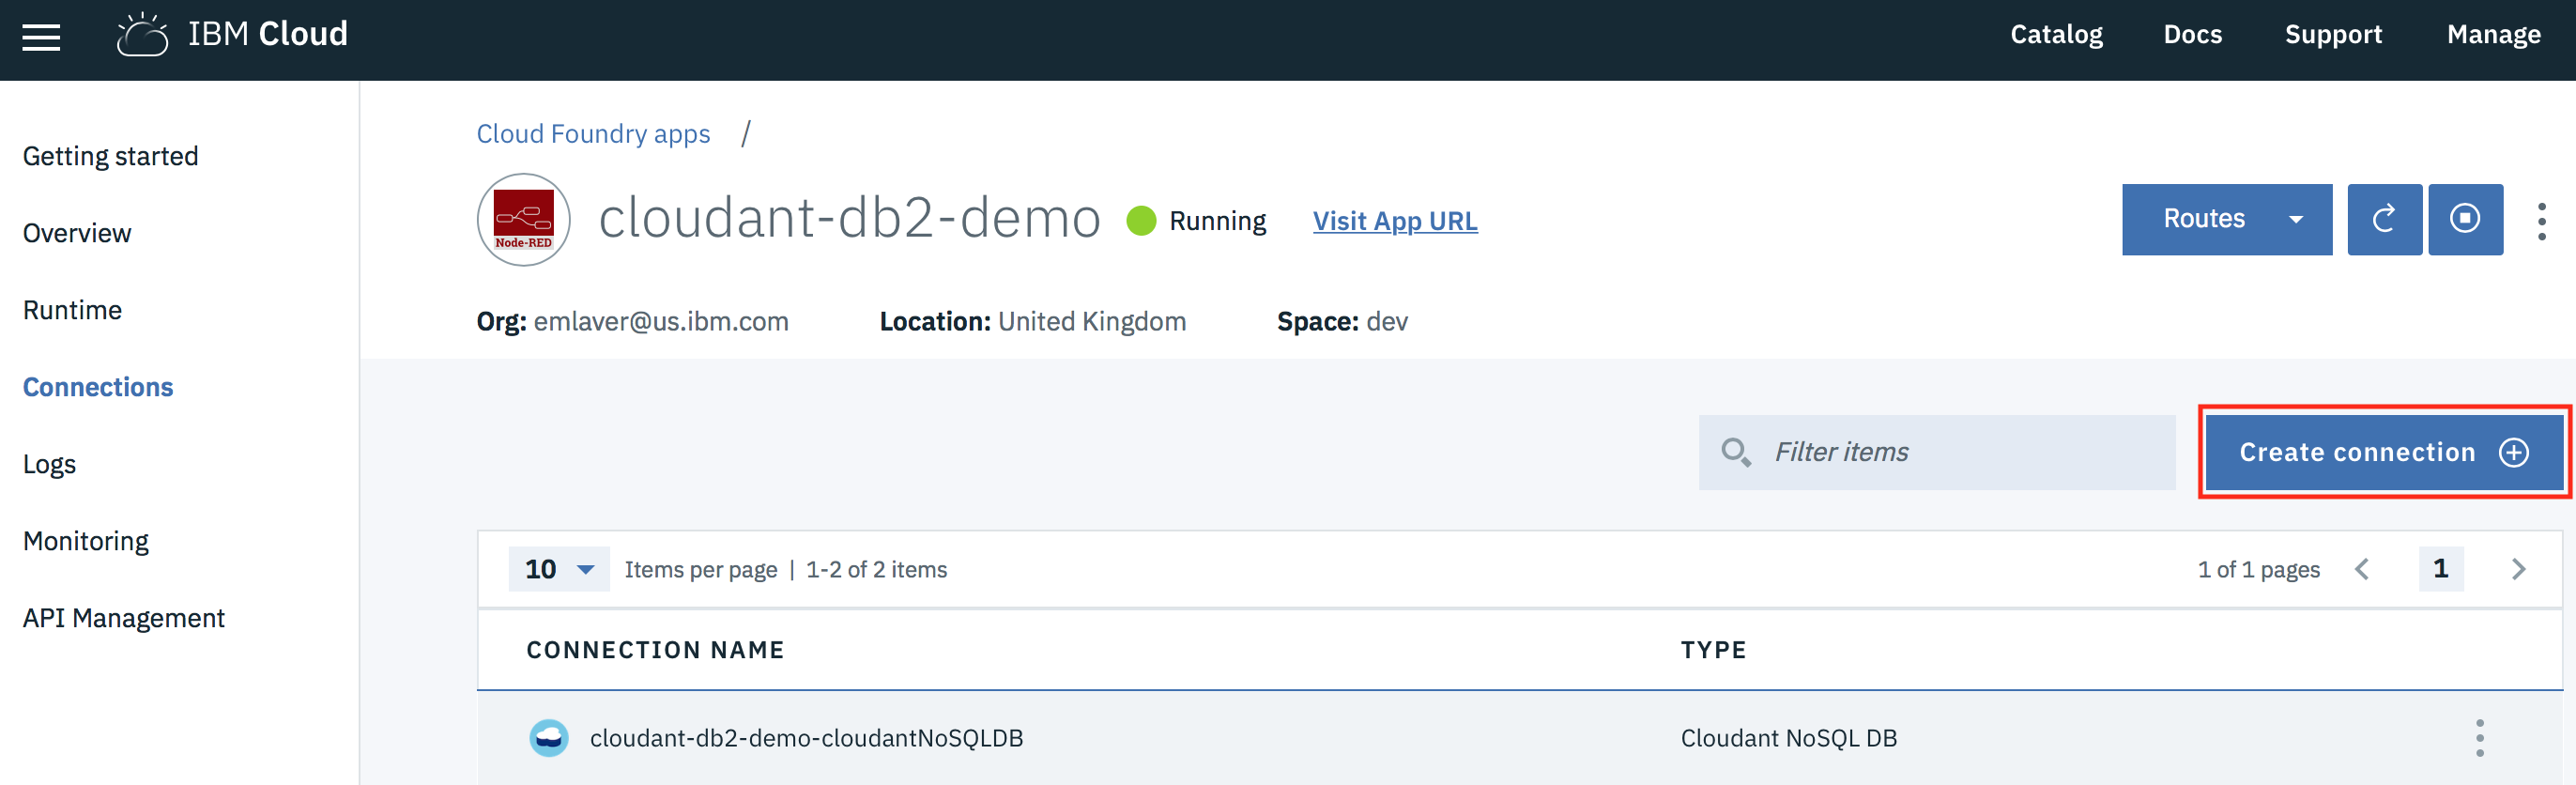 IBM Cloud
Catalog
Docs
Support
Manage
Getting started
Overview
Runtime
Connections
Logs
Monitoring
API Management
Cloud Foundry apps /
Node-RED
cloudant-db2-demo
Running
Visit App URL
Routes
Org: emlaver@us.ibm.com
Location: United Kingdom
Space: dev
Filter items
Create connection
10
Items per page | 1-2 of 2 items
1 of 1 pages
1
CONNECTION NAME
TYPE
cloudant-db2-demo-cloudantNoSQLDB
Cloudant NoSQL DB